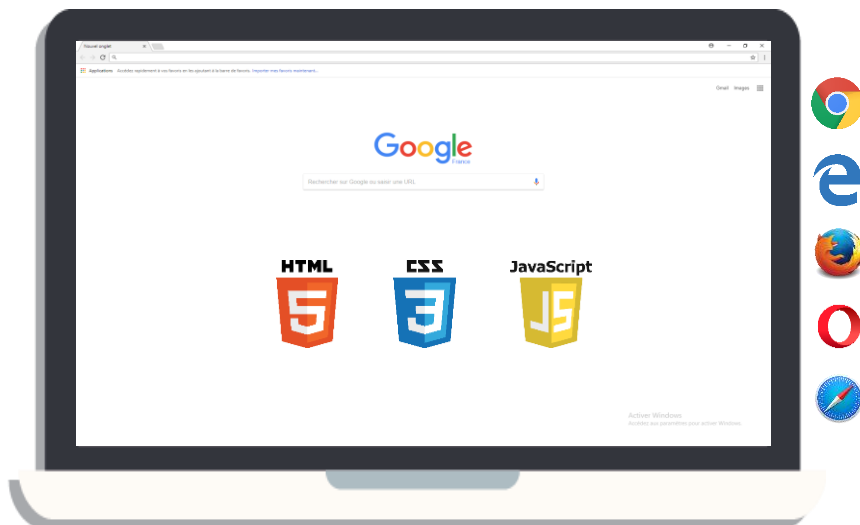 Nouvel onglet
Applications Accédez rapidement à vos favoris en les ajoutant à la barre de favoris. Importer mes favoris maintenant...
Gmail Images
Google
France
Rechercher sur Google ou saisir une URL
HTML CSS JavaScript
5 3 JS
Activer Windows
Accédez aux paramètres pour activer Windows.